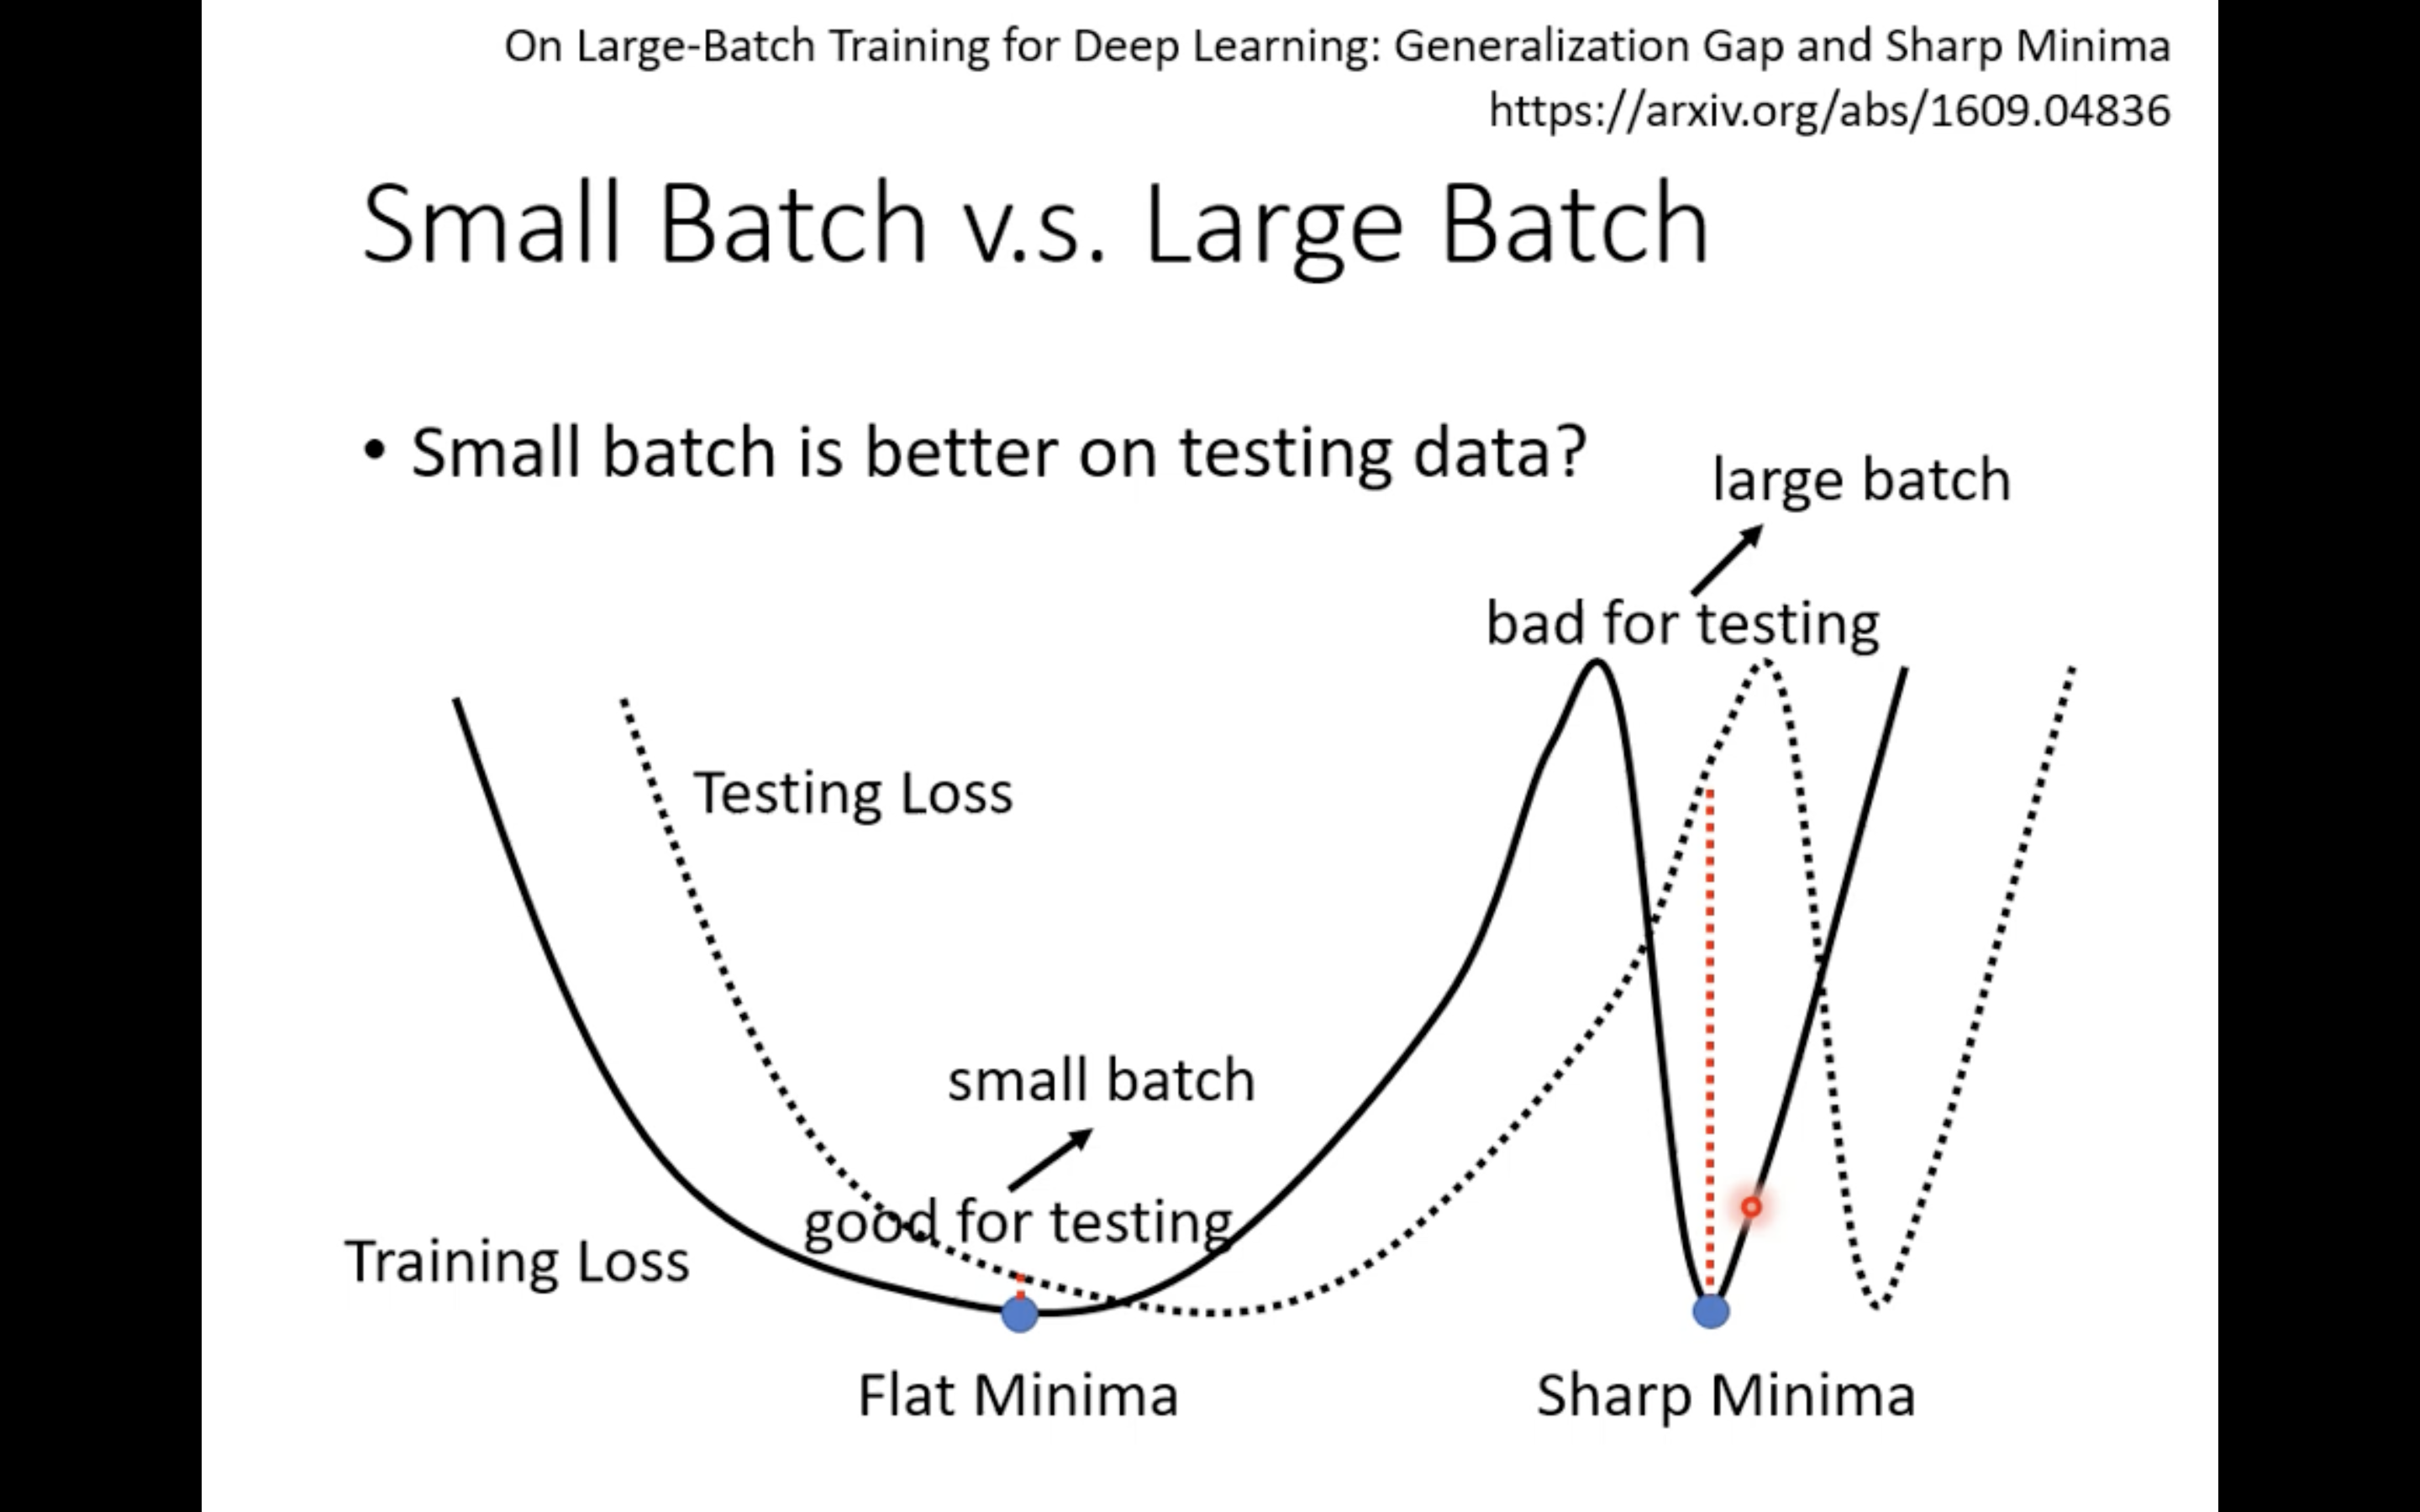 On Large-Batch Training for Deep Learning: Generalization Gap and Sharp Minima
https://arxiv.org/abs/1609.04836
Small Batch v.s. Large Batch
• Small batch is better on testing data?
large batch
bad for testing
Testing Loss
small batch
good for testing
Training Loss
Flat Minima
Sharp Minima